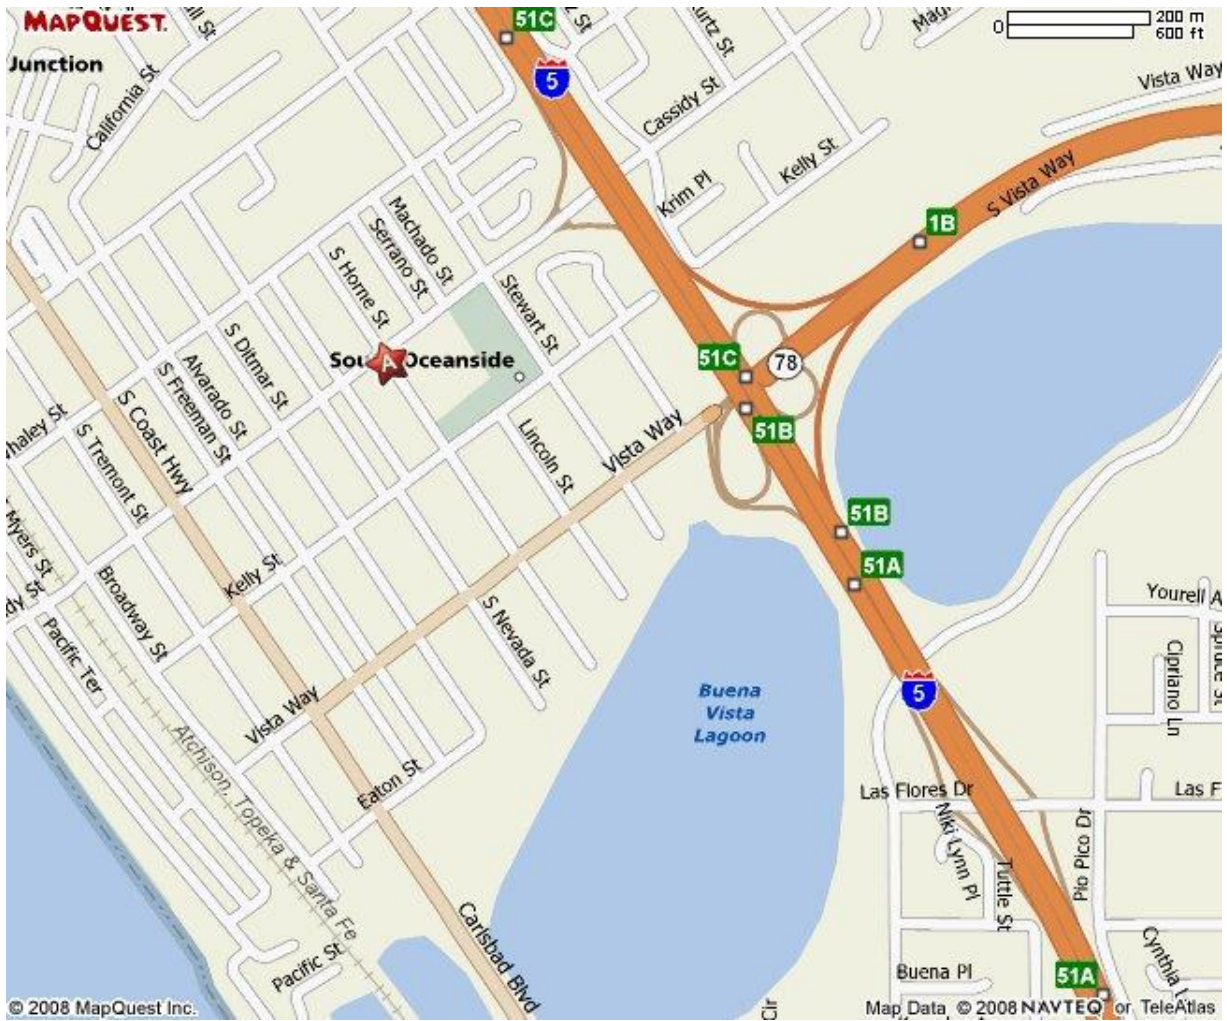 MAPQUEST.
51C
200 m
0
600 ft
Junction
5
California St
Kurtz St
Cassidy St
Vista Way
Kelly St
Krim Pl
S Vista Way
1B
Machado St
Serrano St
S Horne St
Stewart St
S Ditmar St
South Oceanside
A
51C
78
Alvarado St
S Freeman St
S Coast Hwy
S Tremont St
51B
Vista Way
Lincoln St
51B
51A
Myers St
Kelly St
Broadway St
Pacific Ter
S Nevada St
Yourell A
Spruce St
Cipriano Ln
5
Buena
Vista
Lagoon
Vista Way
Eaton St
Atchison, Topeka & Santa Fe
Las Flores Dr
Las F
Niki Lynn Pl
Pio Pico Dr
Tuttle St
Carlsbad Blvd
Pacific St
Buena Pl
51A
Cynthia L
Cir
© 2008 MapQuest Inc.
Map Data © 2008 NAVTEQ or TeleAtlas